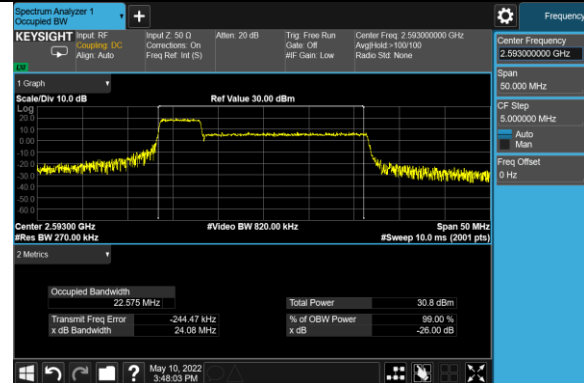 Spectrum Analyzer 1
Occupied BW
Frequency
KEYSIGHT
Input: RF
Coupling: DC
Align: Auto
Input Z: 50 Ω
Corrections: On
Freq Ref: Int (S)
Atten: 20 dB
Trig: Free Run
Gate: Off
#IF Gain: Low
Center Freq: 2.593000000 GHz
Avg|Hold:>100/100
Radio Std: None
Center Frequency
2.593000000 GHz
Span
50.000 MHz
CF Step
5.000000 MHz
Auto
Man
Freq Offset
0 Hz
1 Graph
Scale/Div 10.0 dB
Ref Value 30.00 dBm
Log
20.0
10.0
0.00
-10.0
-20.0
-30.0
-40.0
-50.0
-60.0
Center 2.59300 GHz
#Video BW 820.00 kHz
Span 50 MHz
#Res BW 270.00 kHz
#Sweep 10.0 ms (2001 pts)
2 Metrics
Occupied Bandwidth
22.575 MHz
Total Power 30.8 dBm
Transmit Freq Error -244.47 kHz
% of OBW Power 99.00 %
x dB Bandwidth 24.08 MHz
x dB -26.00 dB
?
May 10, 2022
3:48:03 PM